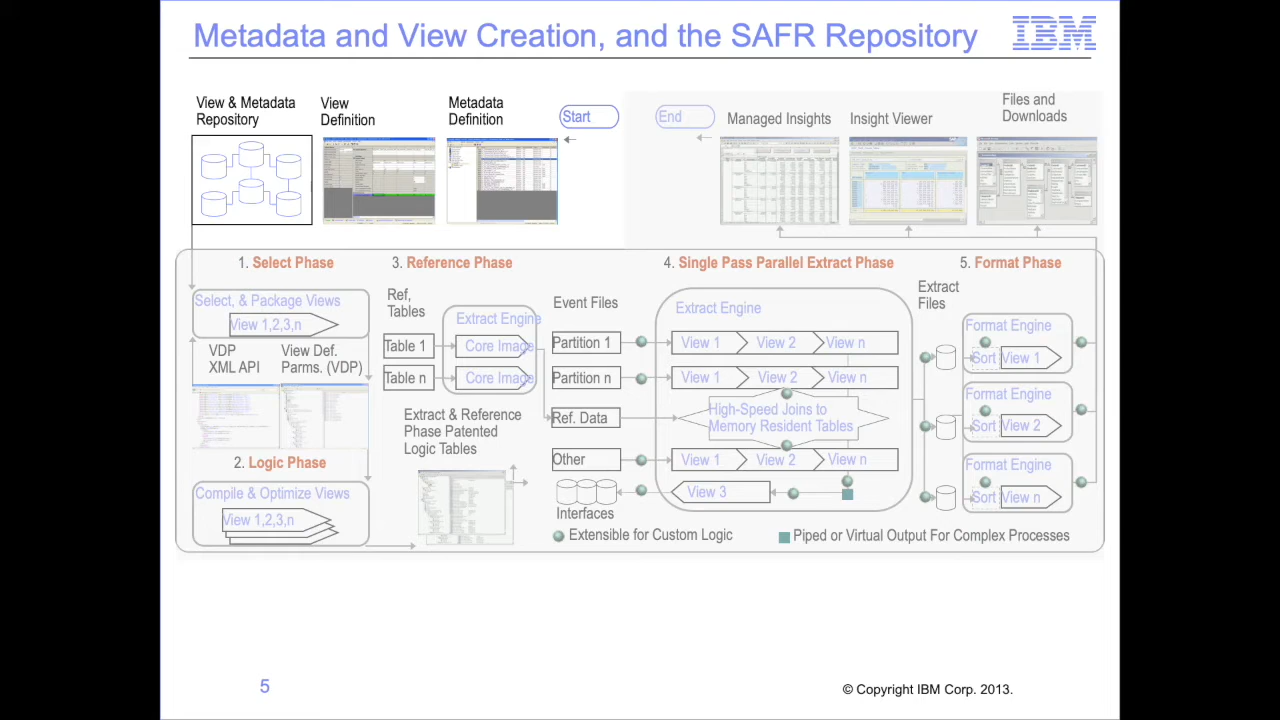 Metadata and View Creation, and the SAFR Repository
IBM
View & Metadata
Repository
View
Definition
Metadata
Definition
Start
End
Managed Insights
Insight Viewer
Files and
Downloads
1. Select Phase
Select, & Package Views
View 1,2,3,n
VDP
XML API
View Def.
Parms. (VDP)
2. Logic Phase
Compile & Optimize Views
View 1,2,3,n
3. Reference Phase
Ref,
Tables
Extract Engine
Table 1
Core Image
Table n
Core Image
Extract & Reference
Phase Patented
Logic Tables
Event Files
Partition 1
Partition n
Ref. Data
Other
Interfaces
4. Single Pass Parallel Extract Phase
Extract Engine
View 1 View 2 View n
View 1 View 2 View n
High-Speed Joins to
Memory Resident Tables
View 1 View 2 View n
View 3
Extensible for Custom Logic
Piped or Virtual Output For Complex Processes
5. Format Phase
Extract
Files
Format Engine
Sort View 1
Format Engine
Sort View 2
Format Engine
Sort View n
5
© Copyright IBM Corp. 2013.